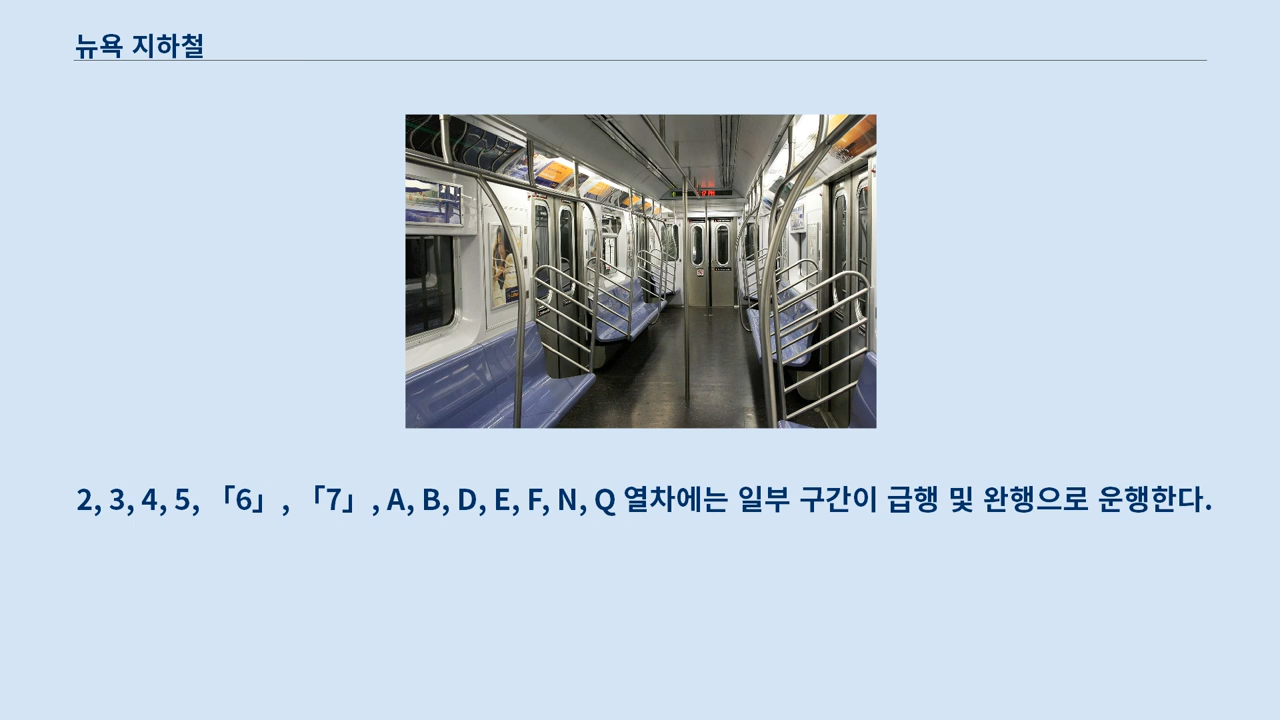 뉴욕 지하철
2, 3, 4, 5, 「6」, 「7」, A, B, D, E, F, N, Q 열차에는 일부 구간이 급행 및 완행으로 운행한다.